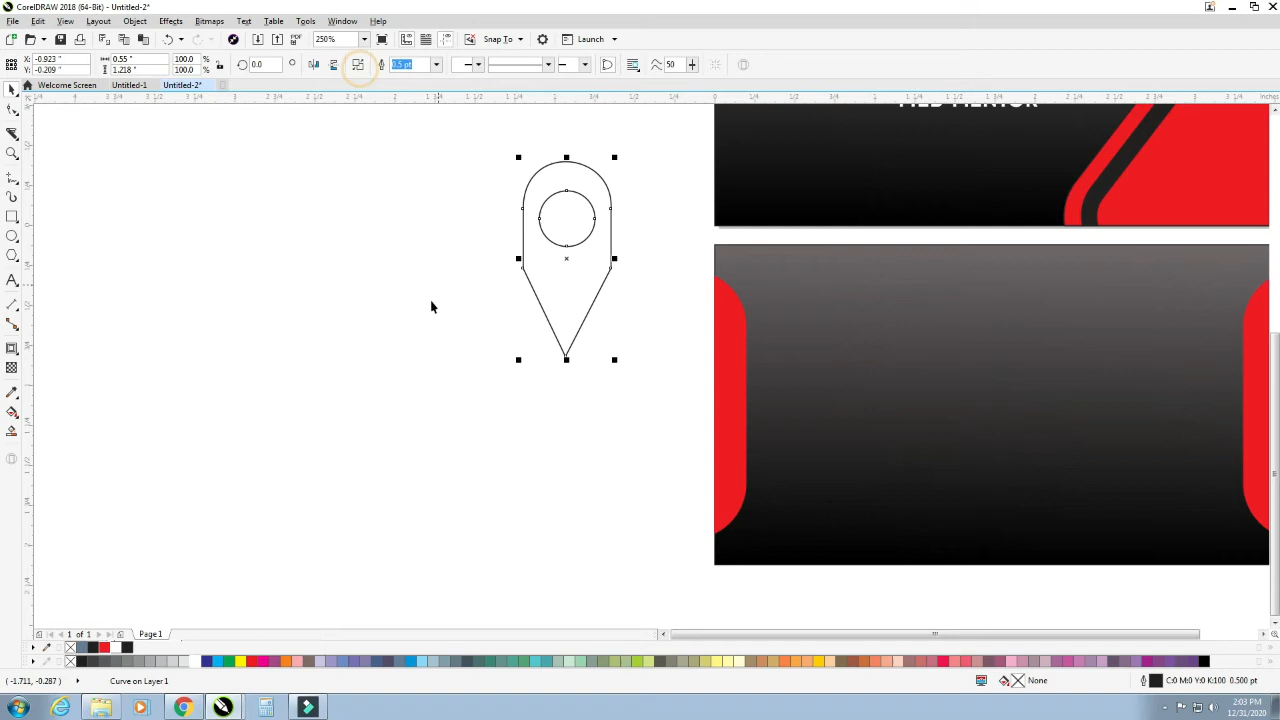 CorelDRAW 2018 (64-Bit) - Untitled-2*
File Edit View Layout Object Effects Bitmaps Text Table Tools Window Help
PDF 250% Snap To Launch
X: -0.923 " 0.55 " 100.0 % 0.0 ° 0.5 pt 50
Y: -0.209 " 1.218 " 100.0 %
Welcome Screen Untitled-1 Untitled-2*
inches
MED MENTOR
1 of 1 Page 1
(-1.711, -0.287 ) Curve on Layer 1 None C:0 M:0 Y:0 K:100 0.500 pt
2:03 PM
12/31/2020